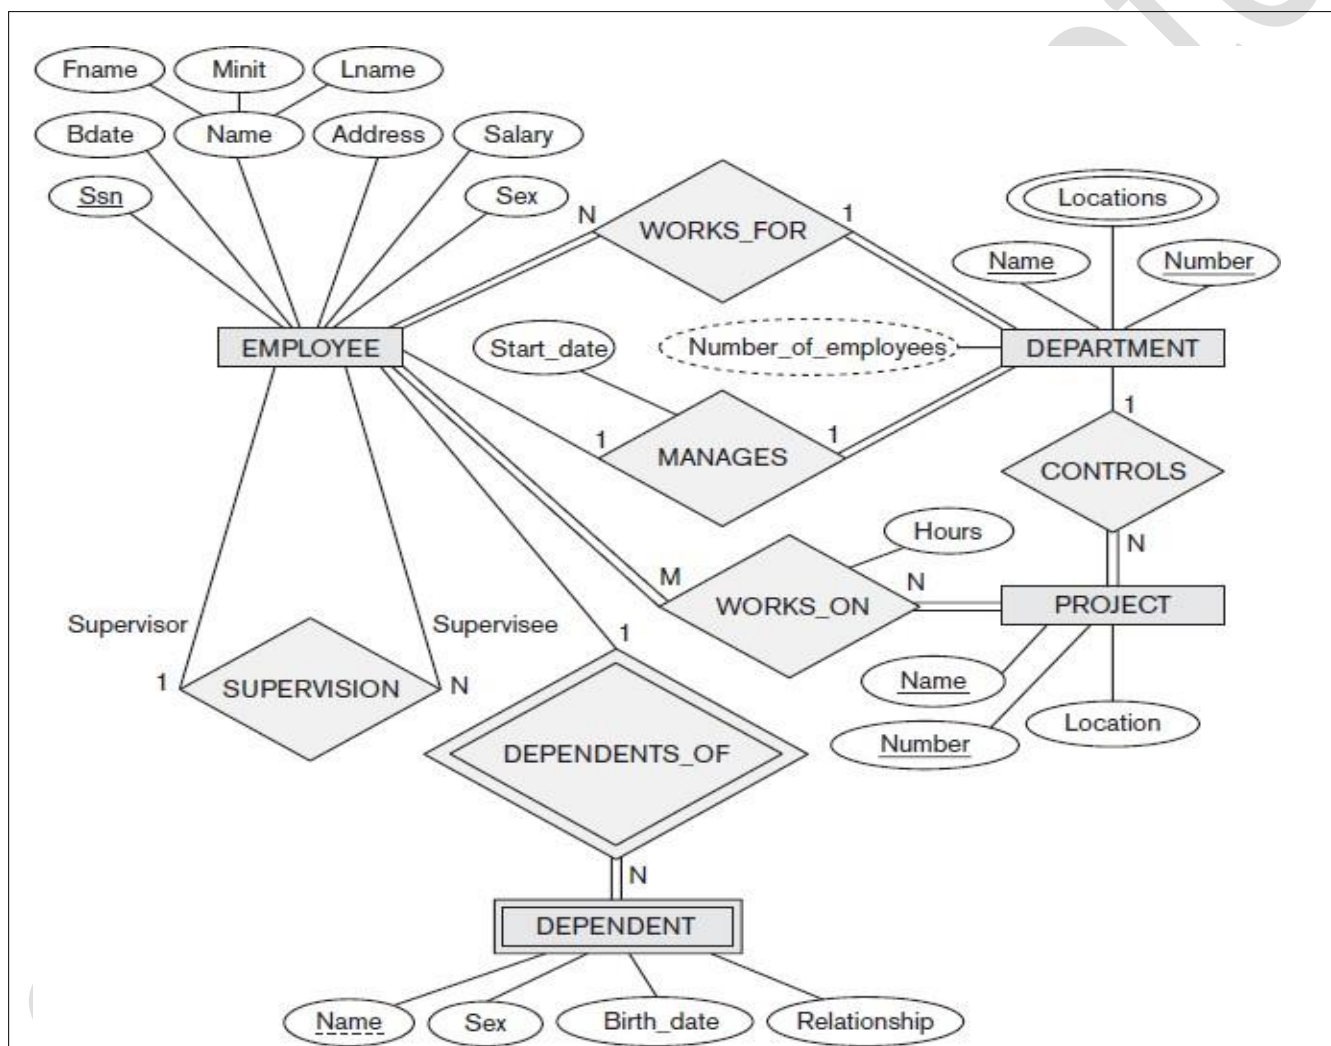 Fname Minit Lname
Bdate Name Address Salary
Ssn Sex
N WORKS_FOR 1
Locations
Name Number
EMPLOYEE Start_date Number_of_employees DEPARTMENT
1 MANAGES 1
1
CONTROLS
N
Hours
M WORKS_ON N
PROJECT
Name
Number
Location
Supervisor Supervisee
1 SUPERVISION N
1
DEPENDENTS_OF
N
DEPENDENT
Name Sex Birth_date Relationship